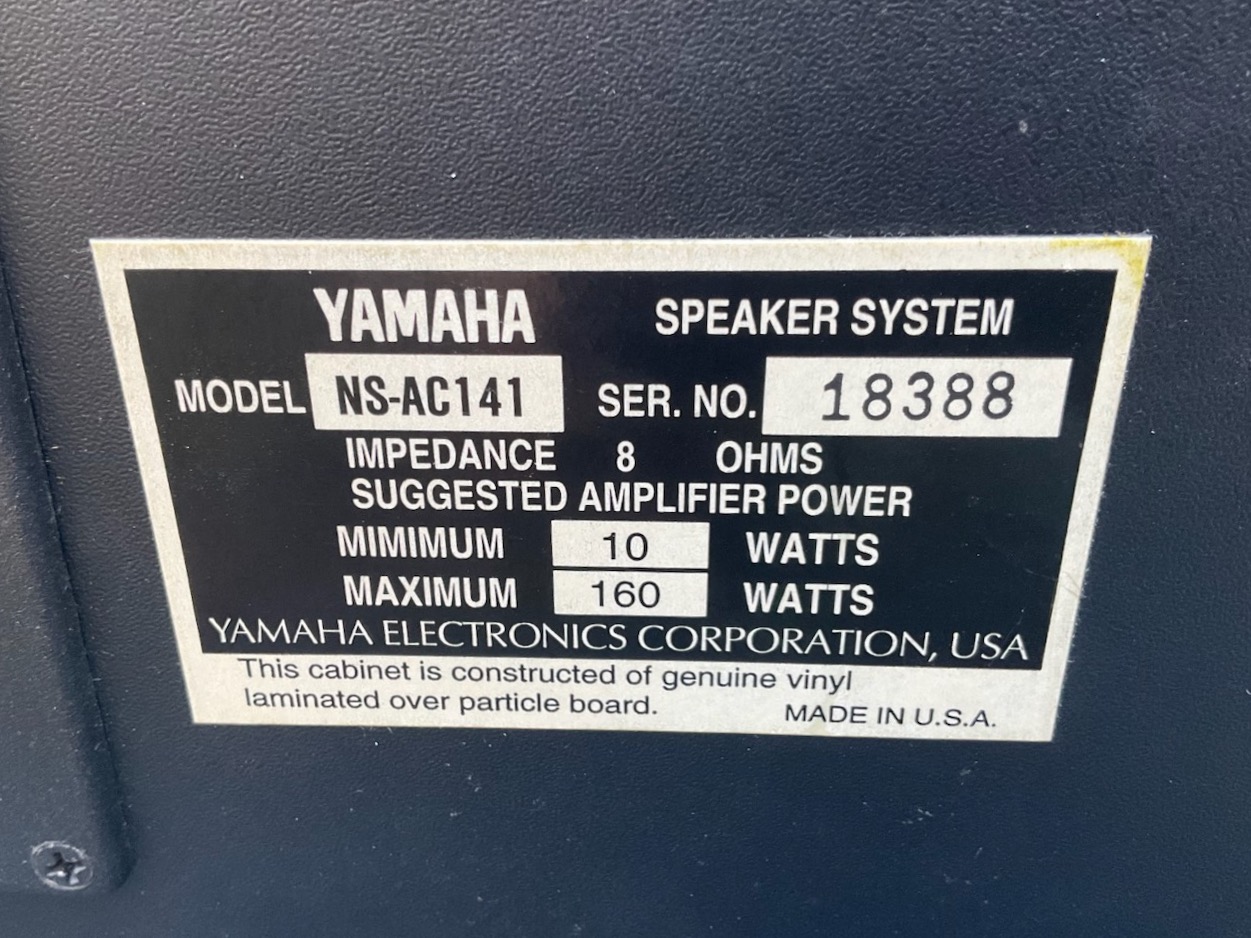 YAMAHA SPEAKER SYSTEM
MODEL NS-AC141 SER. NO. 18388
IMPEDANCE 8 OHMS
SUGGESTED AMPLIFIER POWER
MIMIMUM 10 WATTS
MAXIMUM 160 WATTS
YAMAHA ELECTRONICS CORPORATION, USA
This cabinet is constructed of genuine vinyl
laminated over particle board.
MADE IN U.S.A.